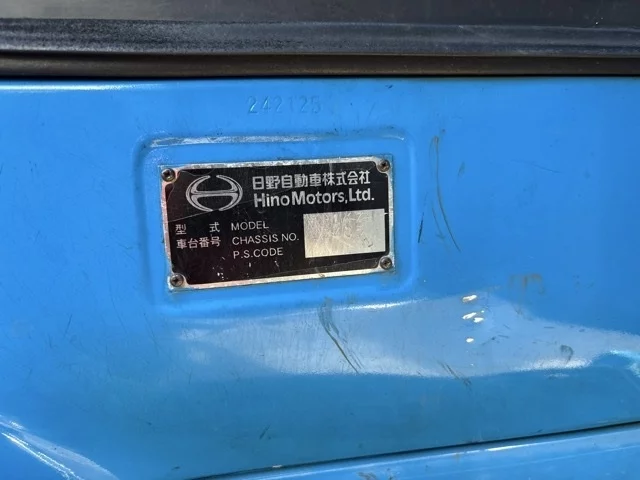 242125
日野自動車株式会社
Hino Motors, Ltd.
型 式 MODEL
車台番号 CHASSIS NO.
P.S.CODE